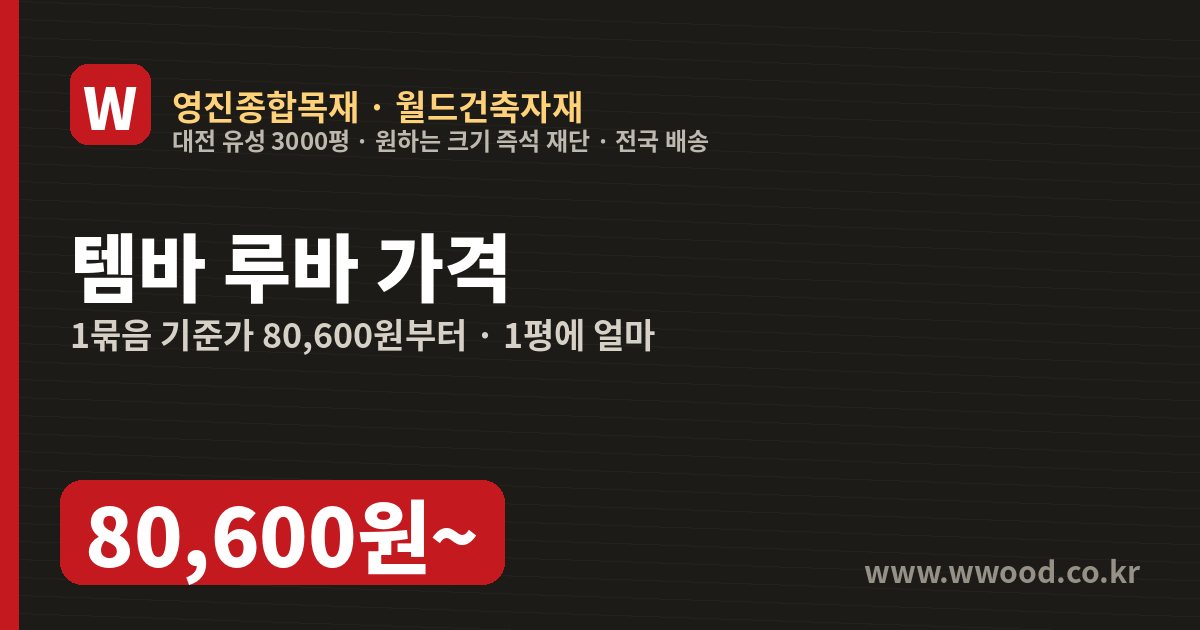 W
영진종합목재 · 월드건축자재
대전 유성 3000평 · 원하는 크기 즉석 재단 · 전국 배송
템바 루바 가격
1묶음 기준가 80,600원부터 · 1평에 얼마
80,600원~
www.wwood.co.kr